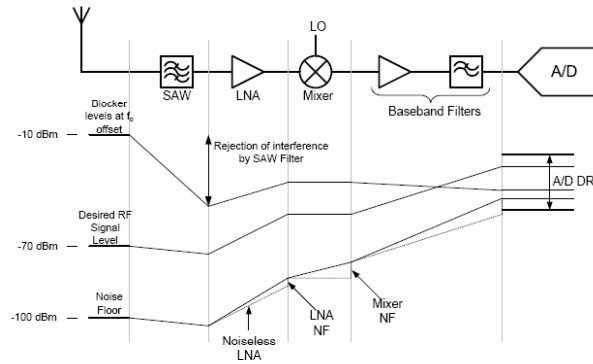 LO
A/D
SAW
LNA
Mixer
Baseband Filters
Blocker
levels at fₒ
offset
-10 dBm
Rejection of interference
by SAW Filter
A/D DR
Desired RF
Signal
Level
-70 dBm
Noise
Floor
-100 dBm
Noiseless
LNA
LNA
NF
Mixer
NF